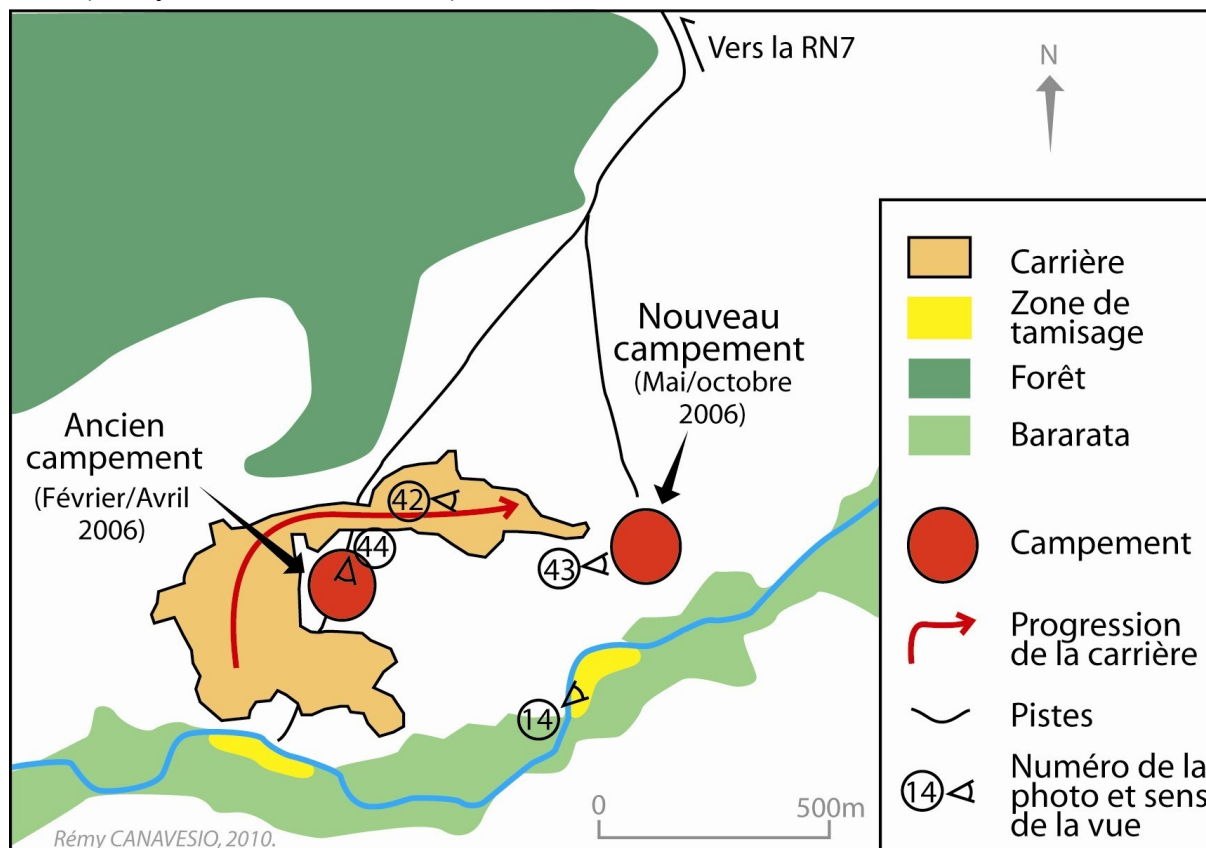 Vers la RN7
N
Nouveau
campement
(Mai/octobre
2006)
Ancien
campement
(Février/Avril
2006)
42
44
43
14
0
500m
Rémy CANAVESIO, 2010.
Carrière
Zone de
tamisage
Forêt
Bararata
Campement
Progression
de la carrière
Pistes
14
Numéro de la
photo et sens
de la vue